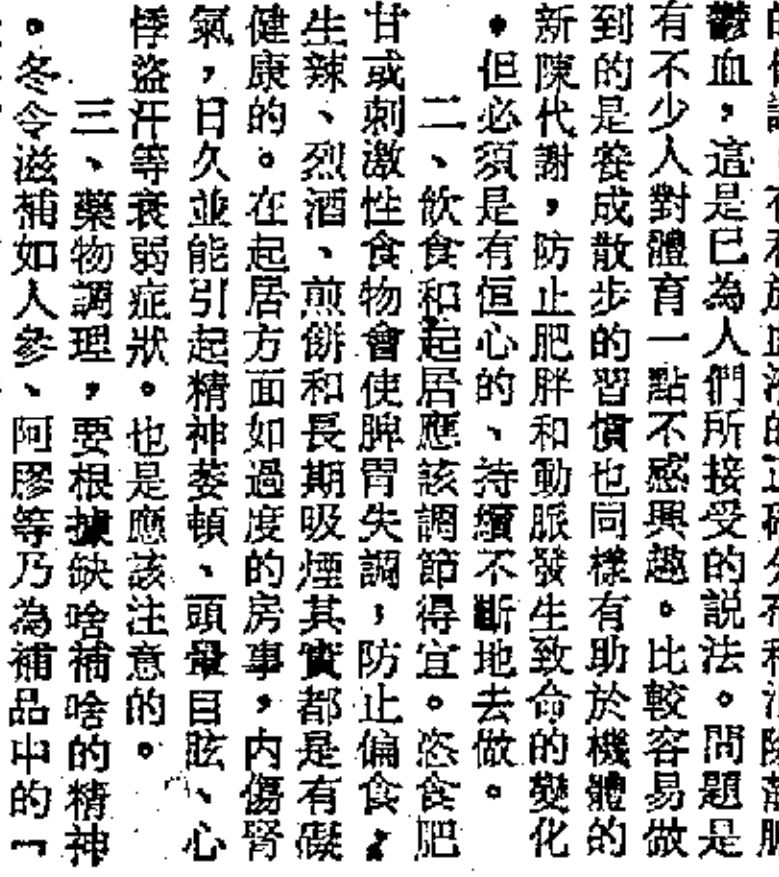 鬱血，這是已為人們所接受的説法。問題是
有不少人對體育一點不感興趣。比較容易做
到的是養成散步的習慣也同樣有助於機體的
新陳代謝，防止肥胖和動脈發生致命的變化
。但必須是有恒心的、持續不斷地去做。
二、飲食和起居應該調節得宜。恣食肥
甘或刺激性食物會使脾胃失調，防止偏食，
生辣、烈酒、煎餅和長期吸煙其實都是有礙
健康的。在起居方面如過度的房事，内傷腎
氣，日久並能引起精神萎頓、頭暈目眩、心
悸盜汗等衰弱症狀。也是應該注意的。
三、藥物調理，要根據缺啥補啥的精神
。冬令滋補如人參、阿膠等乃為補品中的「